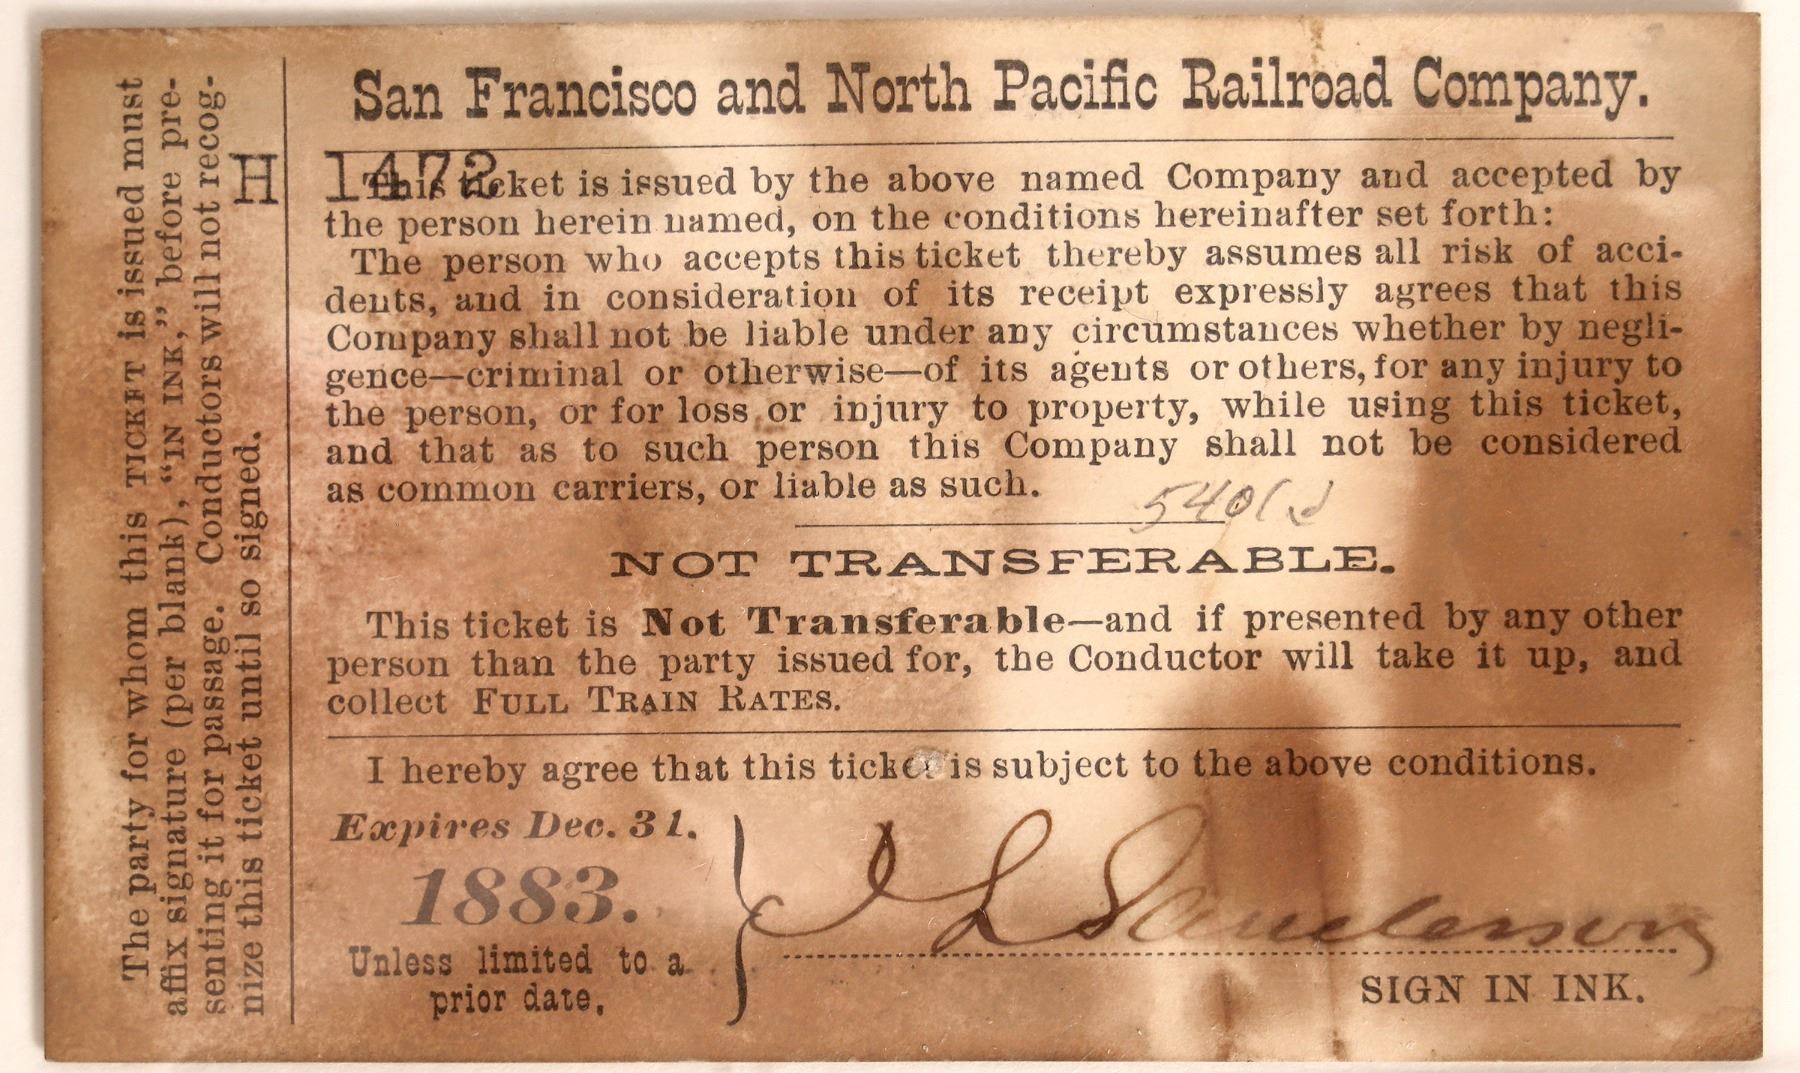 San Francisco and North Pacific Railroad Company.
H 1472
This ticket is issued by the above named Company and accepted by
the person herein named, on the conditions hereinafter set forth:
The person who accepts this ticket thereby assumes all risk of acci-
dents, and in consideration of its receipt expressly agrees that this
Company shall not be liable under any circumstances whether by negli-
gence—criminal or otherwise—of its agents or others, for any injury to
the person, or for loss or injury to property, while using this ticket,
and that as to such person this Company shall not be considered
as common carriers, or liable as such.
NOT TRANSFERABLE.
This ticket is Not Transferable—and if presented by any other
person than the party issued for, the Conductor will take it up, and
collect FULL TRAIN RATES.
I hereby agree that this ticket is subject to the above conditions.
Expires Dec. 31.
1883.
Unless limited to a
prior date.
J L Sanderson
SIGN IN INK.
The party for whom this TICKET is issued must
affix signature (per blank), "IN INK," before pre-
senting it for passage. Conductors will not recog-
nize this ticket until so signed.